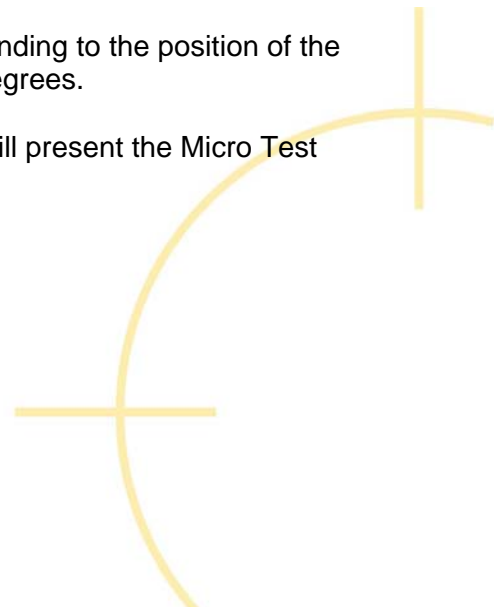 nding to the position of the
egrees.
ill present the Micro Test